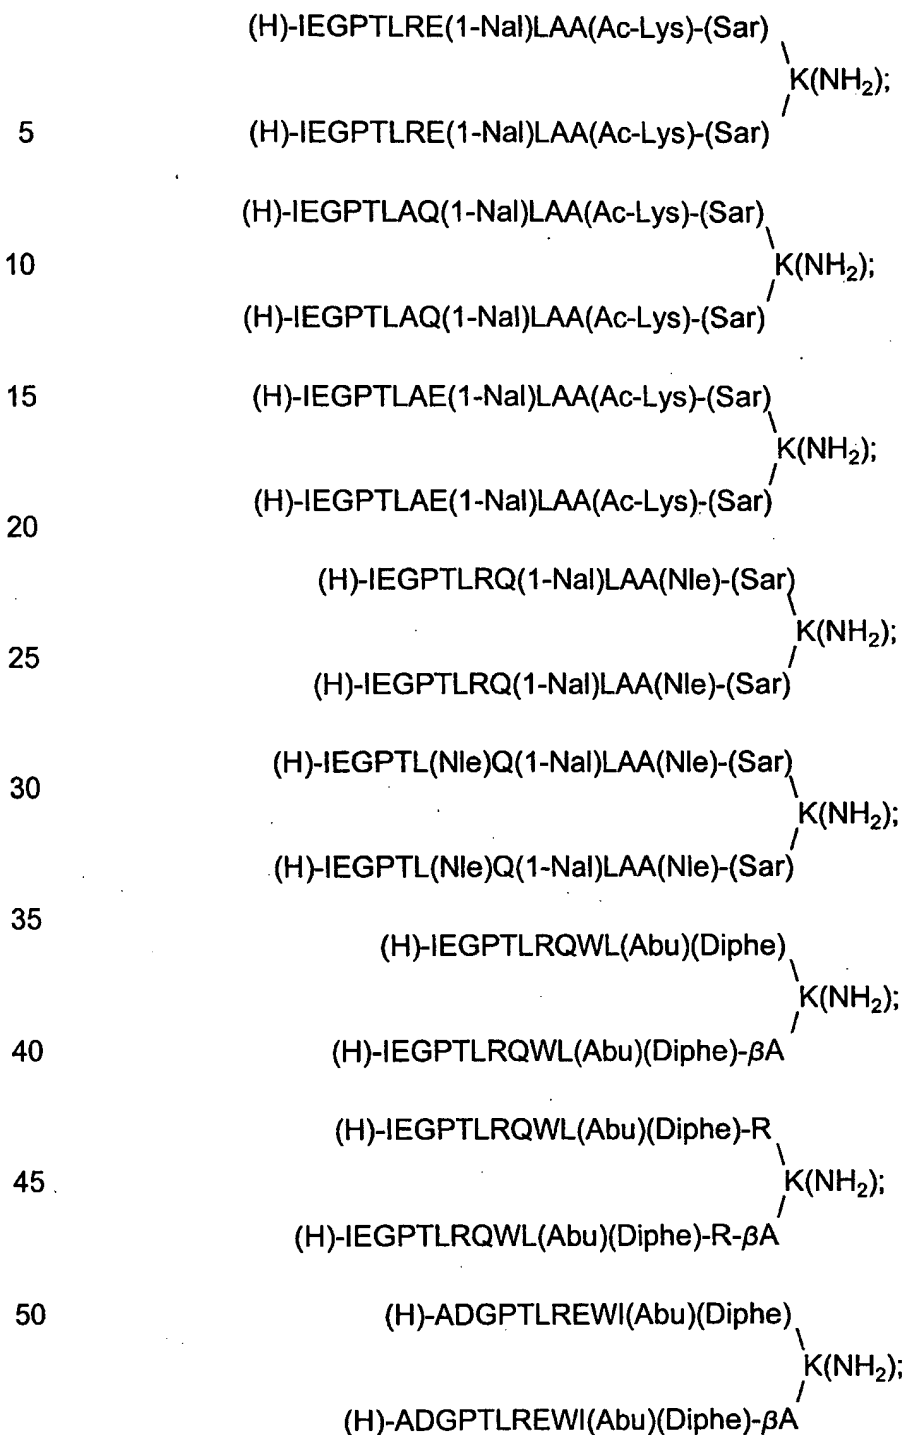 (H)-IEGPTLRE(1-Nal)LAA(Ac-Lys)-(Sar)
K(NH₂);
5 (H)-IEGPTLRE(1-Nal)LAA(Ac-Lys)-(Sar)
(H)-IEGPTLAQ(1-Nal)LAA(Ac-Lys)-(Sar)
10 K(NH₂);
(H)-IEGPTLAQ(1-Nal)LAA(Ac-Lys)-(Sar)
15 (H)-IEGPTLAE(1-Nal)LAA(Ac-Lys)-(Sar)
K(NH₂);
(H)-IEGPTLAE(1-Nal)LAA(Ac-Lys)-(Sar)
20
(H)-IEGPTLRQ(1-Nal)LAA(Nle)-(Sar)
K(NH₂);
25
(H)-IEGPTLRQ(1-Nal)LAA(Nle)-(Sar)
(H)-IEGPTL(Nle)Q(1-Nal)LAA(Nle)-(Sar)
30
K(NH₂);
(H)-IEGPTL(Nle)Q(1-Nal)LAA(Nle)-(Sar)
35
(H)-IEGPTLRQWL(Abu)(Diphe)
K(NH₂);
40 (H)-IEGPTLRQWL(Abu)(Diphe)-βA
(H)-IEGPTLRQWL(Abu)(Diphe)-R
45 K(NH₂);
(H)-IEGPTLRQWL(Abu)(Diphe)-R-βA
50 (H)-ADGPTLREWI(Abu)(Diphe)
K(NH₂);
(H)-ADGPTLREWI(Abu)(Diphe)-βA